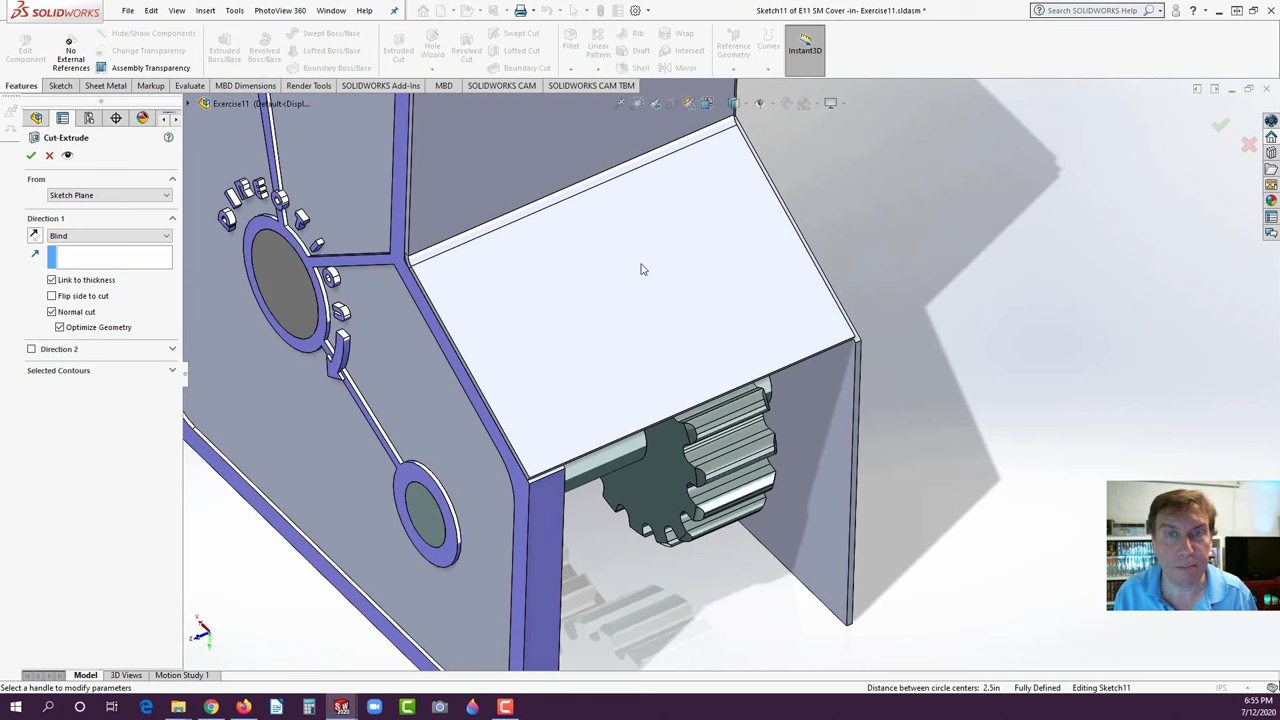 SOLIDWORKS File Edit View Insert Tools PhotoView 360 Window Help Sketch11 of E11 SM Cover -in- Exercise11.sldasm * Search SOLIDWORKS Help
Edit Component No External References Hide/Show Components Change Transparency Assembly Transparency Extruded Boss/Base Revolved Boss/Base Swept Boss/Base Lofted Boss/Base Boundary Boss/Base Extruded Cut Hole Wizard Revolved Cut Swept Cut Lofted Cut Boundary Cut Fillet Linear Pattern Rib Draft Shell Wrap Intersect Mirror Reference Geometry Curves Instant3D
Features Sketch Sheet Metal Markup Evaluate MBD Dimensions Render Tools SOLIDWORKS Add-Ins MBD SOLIDWORKS CAM SOLIDWORKS CAM TBM
Exercise11 (Default<Displ...
Cut-Extrude
From
Sketch Plane
Direction 1
Blind
Link to thickness
Flip side to cut
Normal cut
Optimize Geometry
Direction 2
Selected Contours
Model 3D Views Motion Study 1
Select a handle to modify parameters Distance between circle centers: 2.5in Fully Defined Editing Sketch11 IPS
6:55 PM
7/12/2020